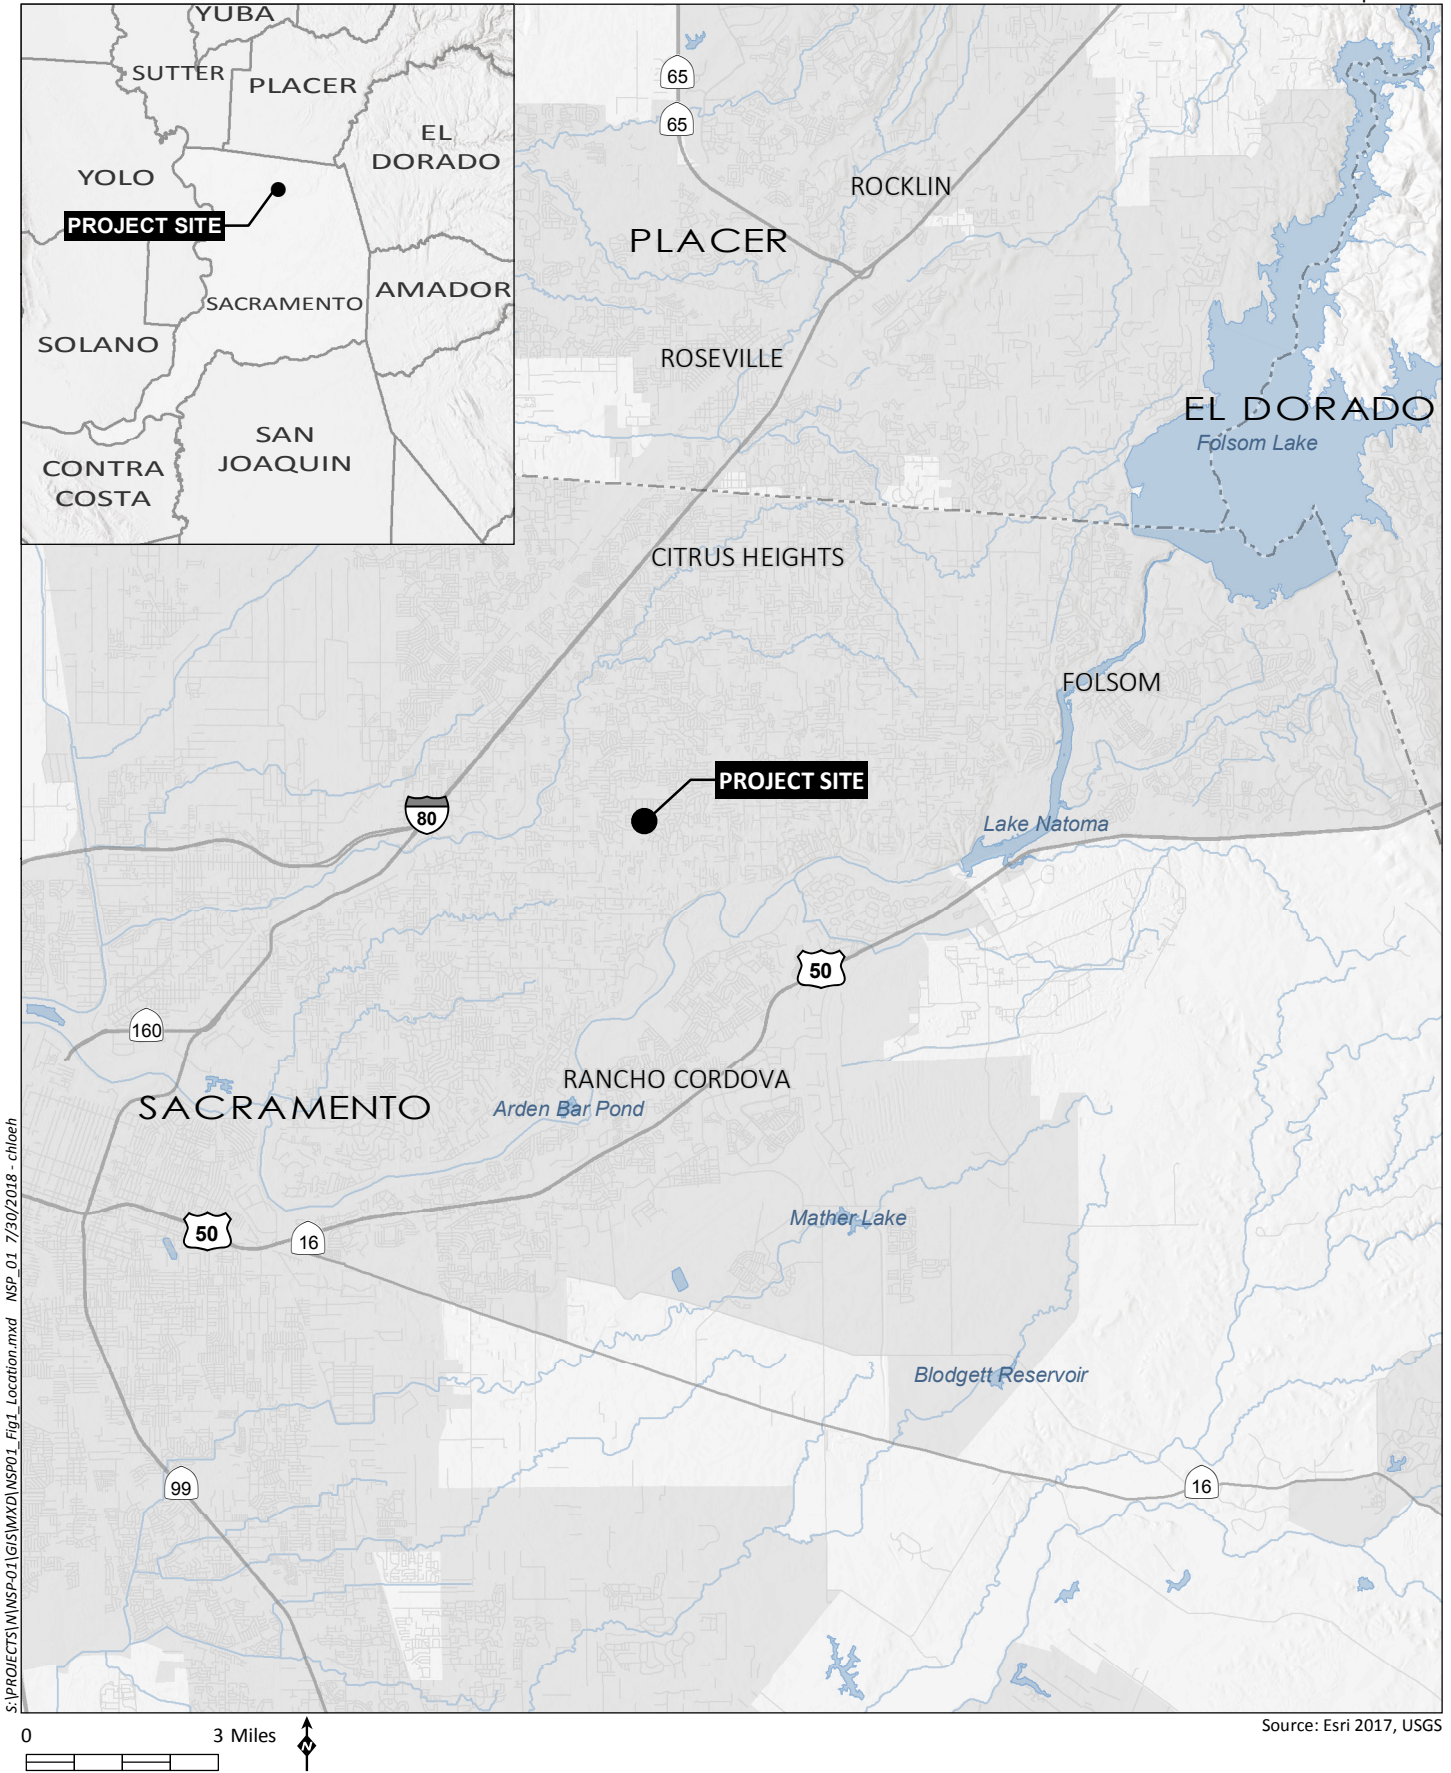 YUBA
SUTTER
PLACER
EL
DORADO
YOLO
PROJECT SITE
SACRAMENTO
AMADOR
SOLANO
SAN
JOAQUIN
CONTRA
COSTA
65
65
ROCKLIN
PLACER
ROSEVILLE
EL DORADO
Folsom Lake
CITRUS HEIGHTS
FOLSOM
PROJECT SITE
80
Lake Natoma
50
160
RANCHO CORDOVA
SACRAMENTO
Arden Bar Pond
50
16
Mather Lake
Blodgett Reservoir
99
16
S:\PROJECTS\N\NSP-01\GIS\MXD\NSP01_Fig1_Location.mxd NSP_01 7/30/2018 - chloeh
0 3 Miles
N
Source: Esri 2017, USGS